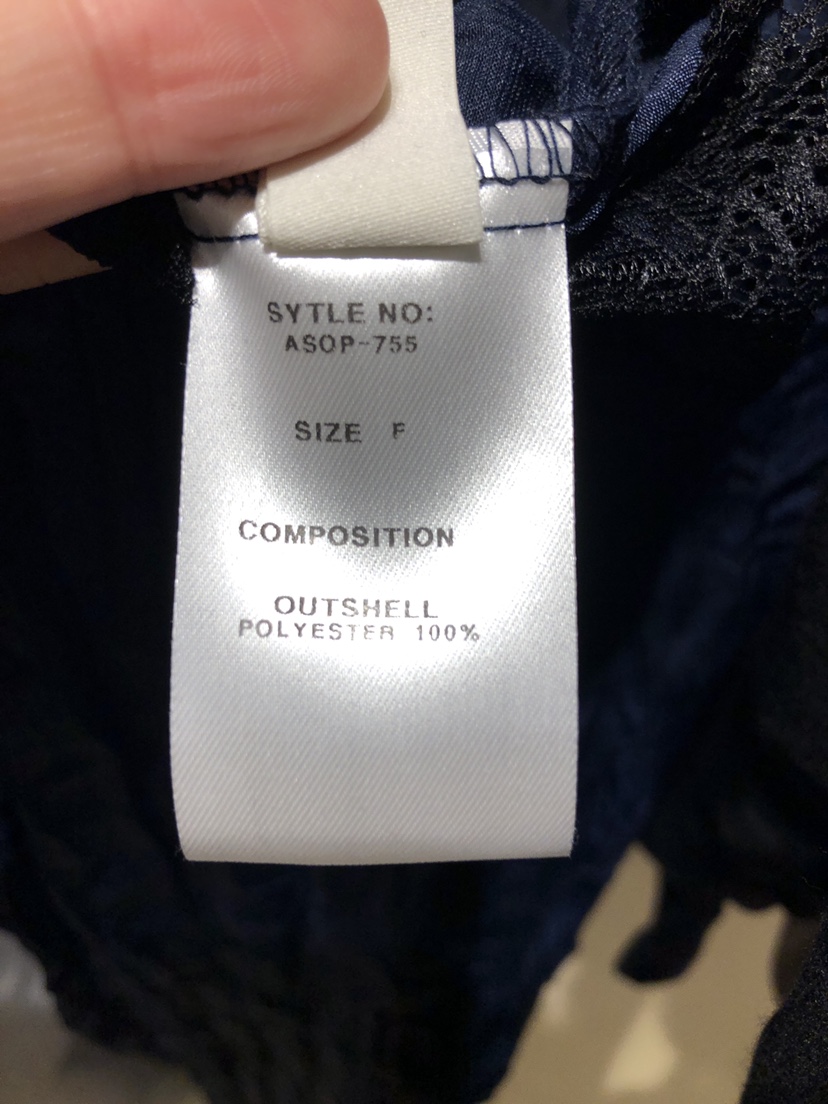 SYTLE NO:
ASOP-755
SIZE F
COMPOSITION
OUTSHELL
POLYESTER 100%